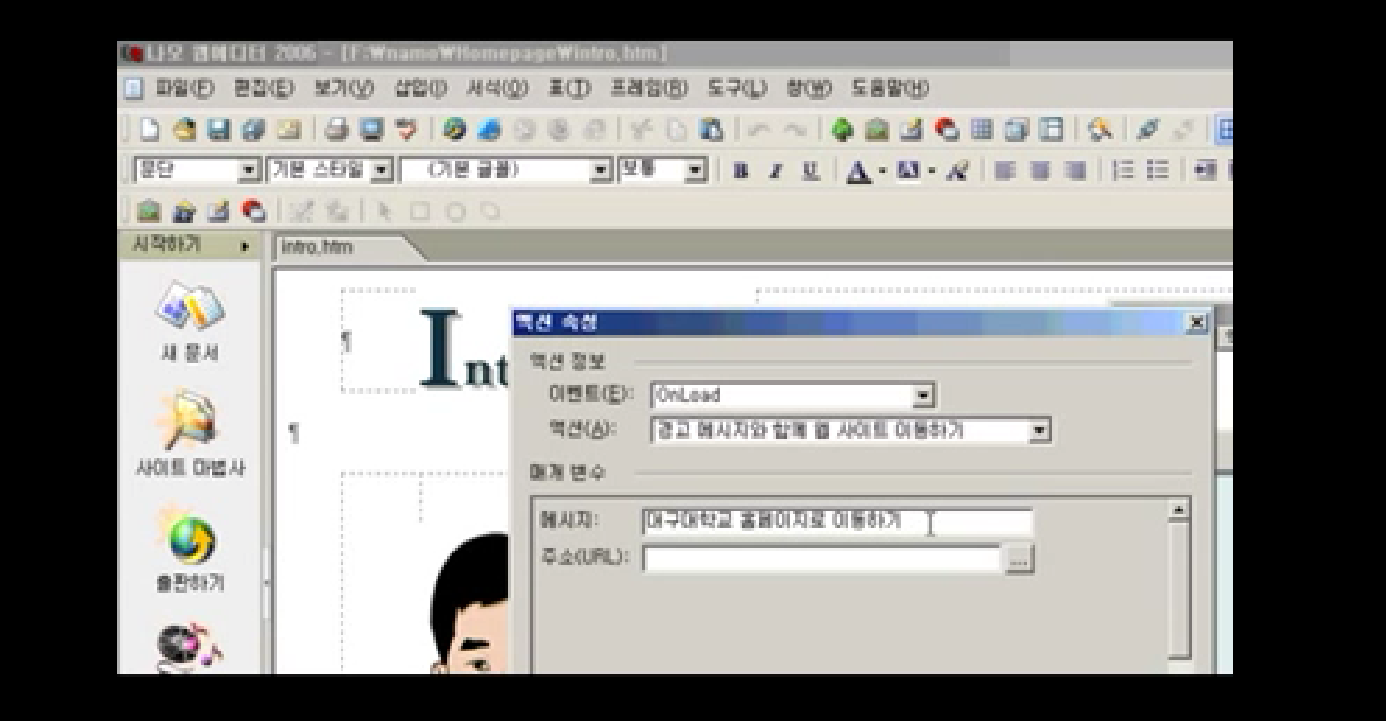 나모 웹에디터 2006 - [F:₩namo₩Homepage₩intro.htm]
파일(F) 편집(E) 보기(V) 삽입(I) 서식(O) 표(T) 프레임(R) 도구(L) 창(W) 도움말(H)
문단 기본 스타일 (기본 글꼴) 보통 B I U A
시작하기 intro.htm
Int
새 문서
사이트 마법사
출판하기
액션 속성
액션 정보
이벤트(E): OnLoad
액션(A): 경고 메시지와 함께 웹 사이트 이동하기
매개 변수
메시지: 대구대학교 홈페이지로 이동하기
주소(URL): ...